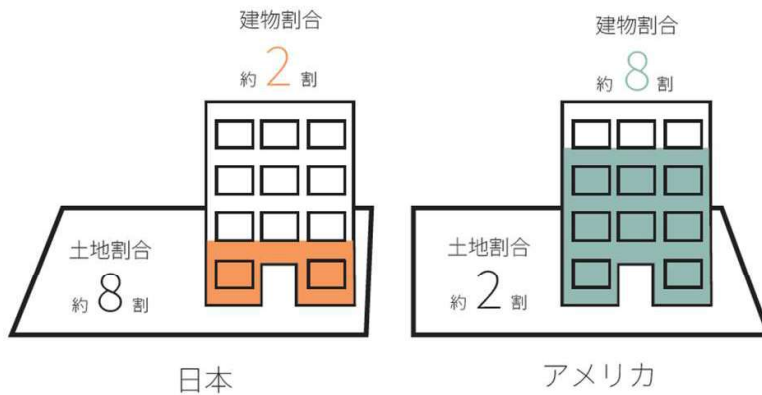 建物割合
約 2 割
土地割合
約 8 割
日本
建物割合
約 8 割
土地割合
約 2 割
アメリカ